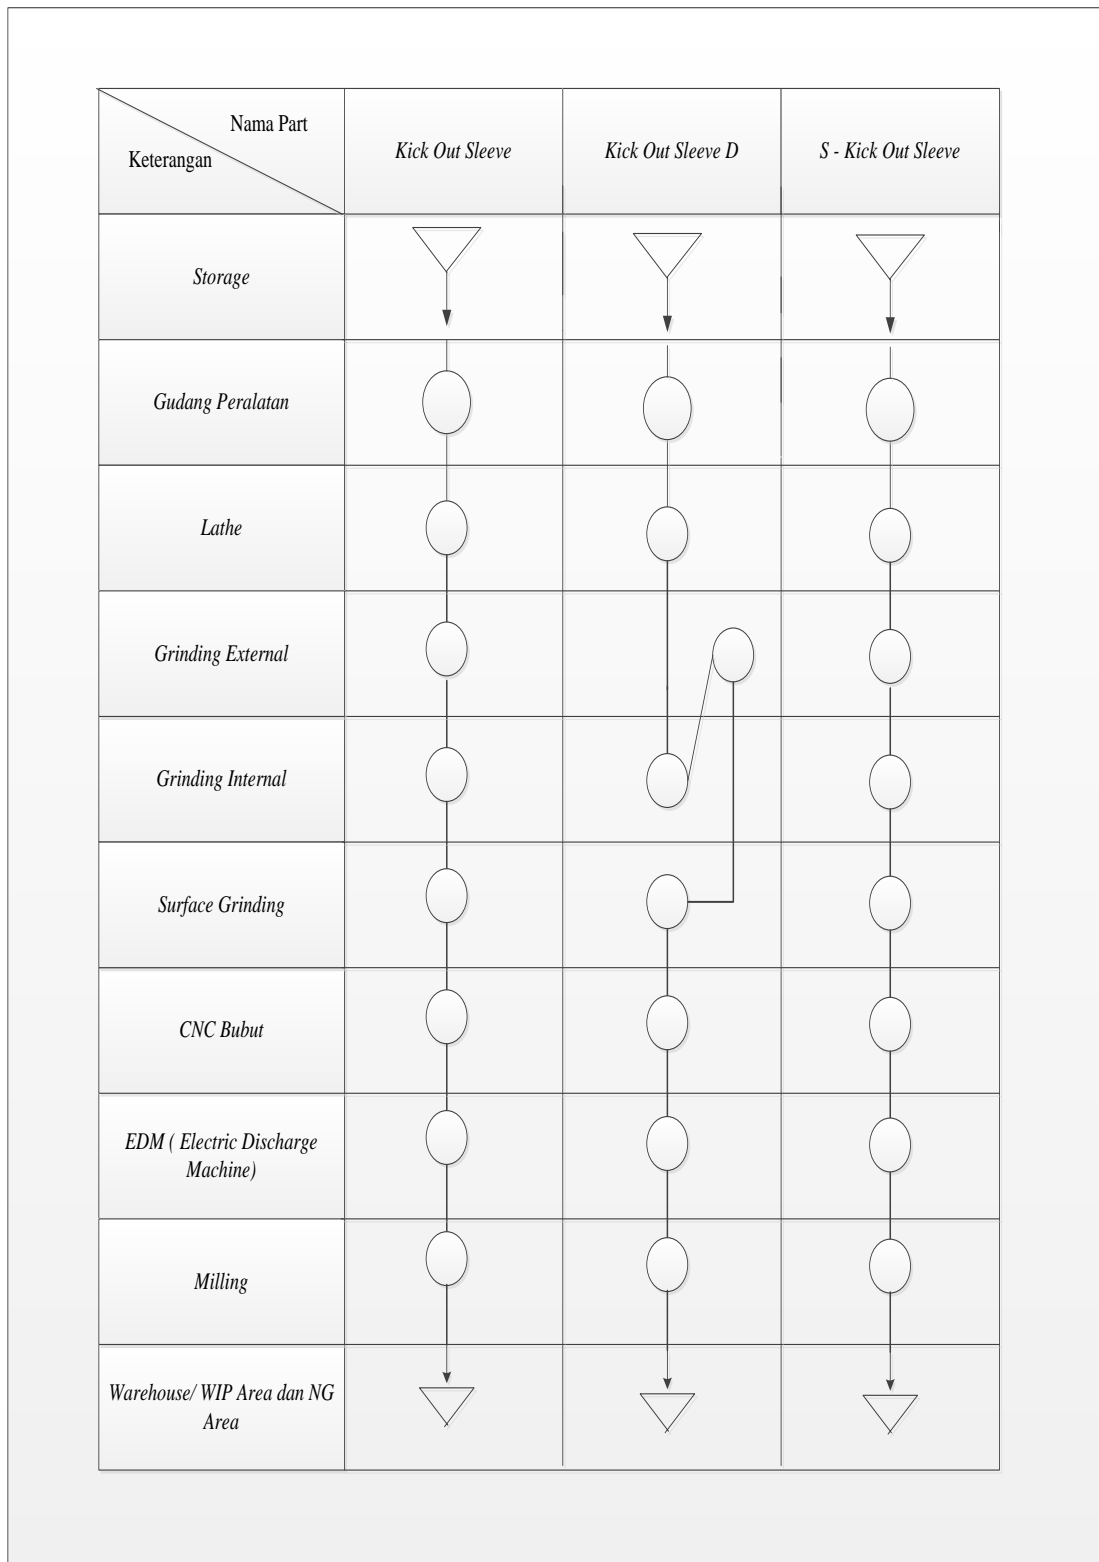 Nama Part
Keterangan
Kick Out Sleeve
Kick Out Sleeve D
S - Kick Out Sleeve
Storage
Gudang Peralatan
Lathe
Grinding External
Grinding Internal
Surface Grinding
CNC Bubut
EDM ( Electric Discharge
Machine)
Milling
Warehouse/ WIP Area dan NG
Area